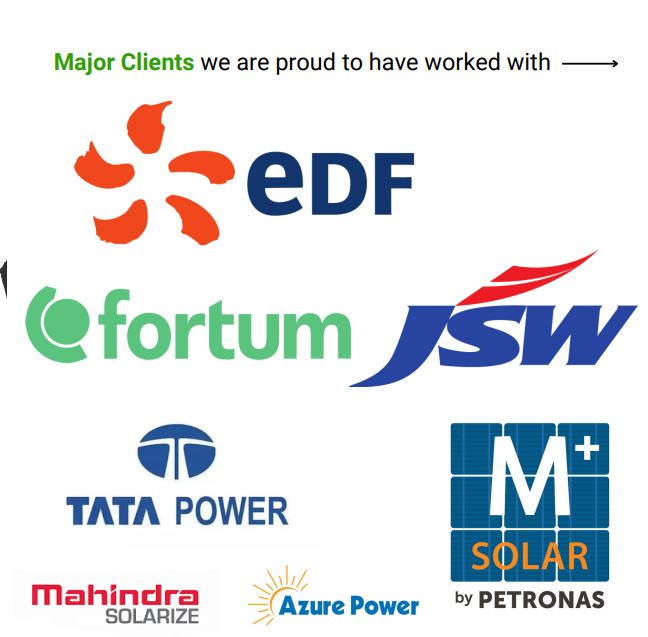 Major Clients we are proud to have worked with
eDF
fortum
JSW
TATA POWER
M+
SOLAR
by PETRONAS
Mahindra
SOLARIZE
Azure Power